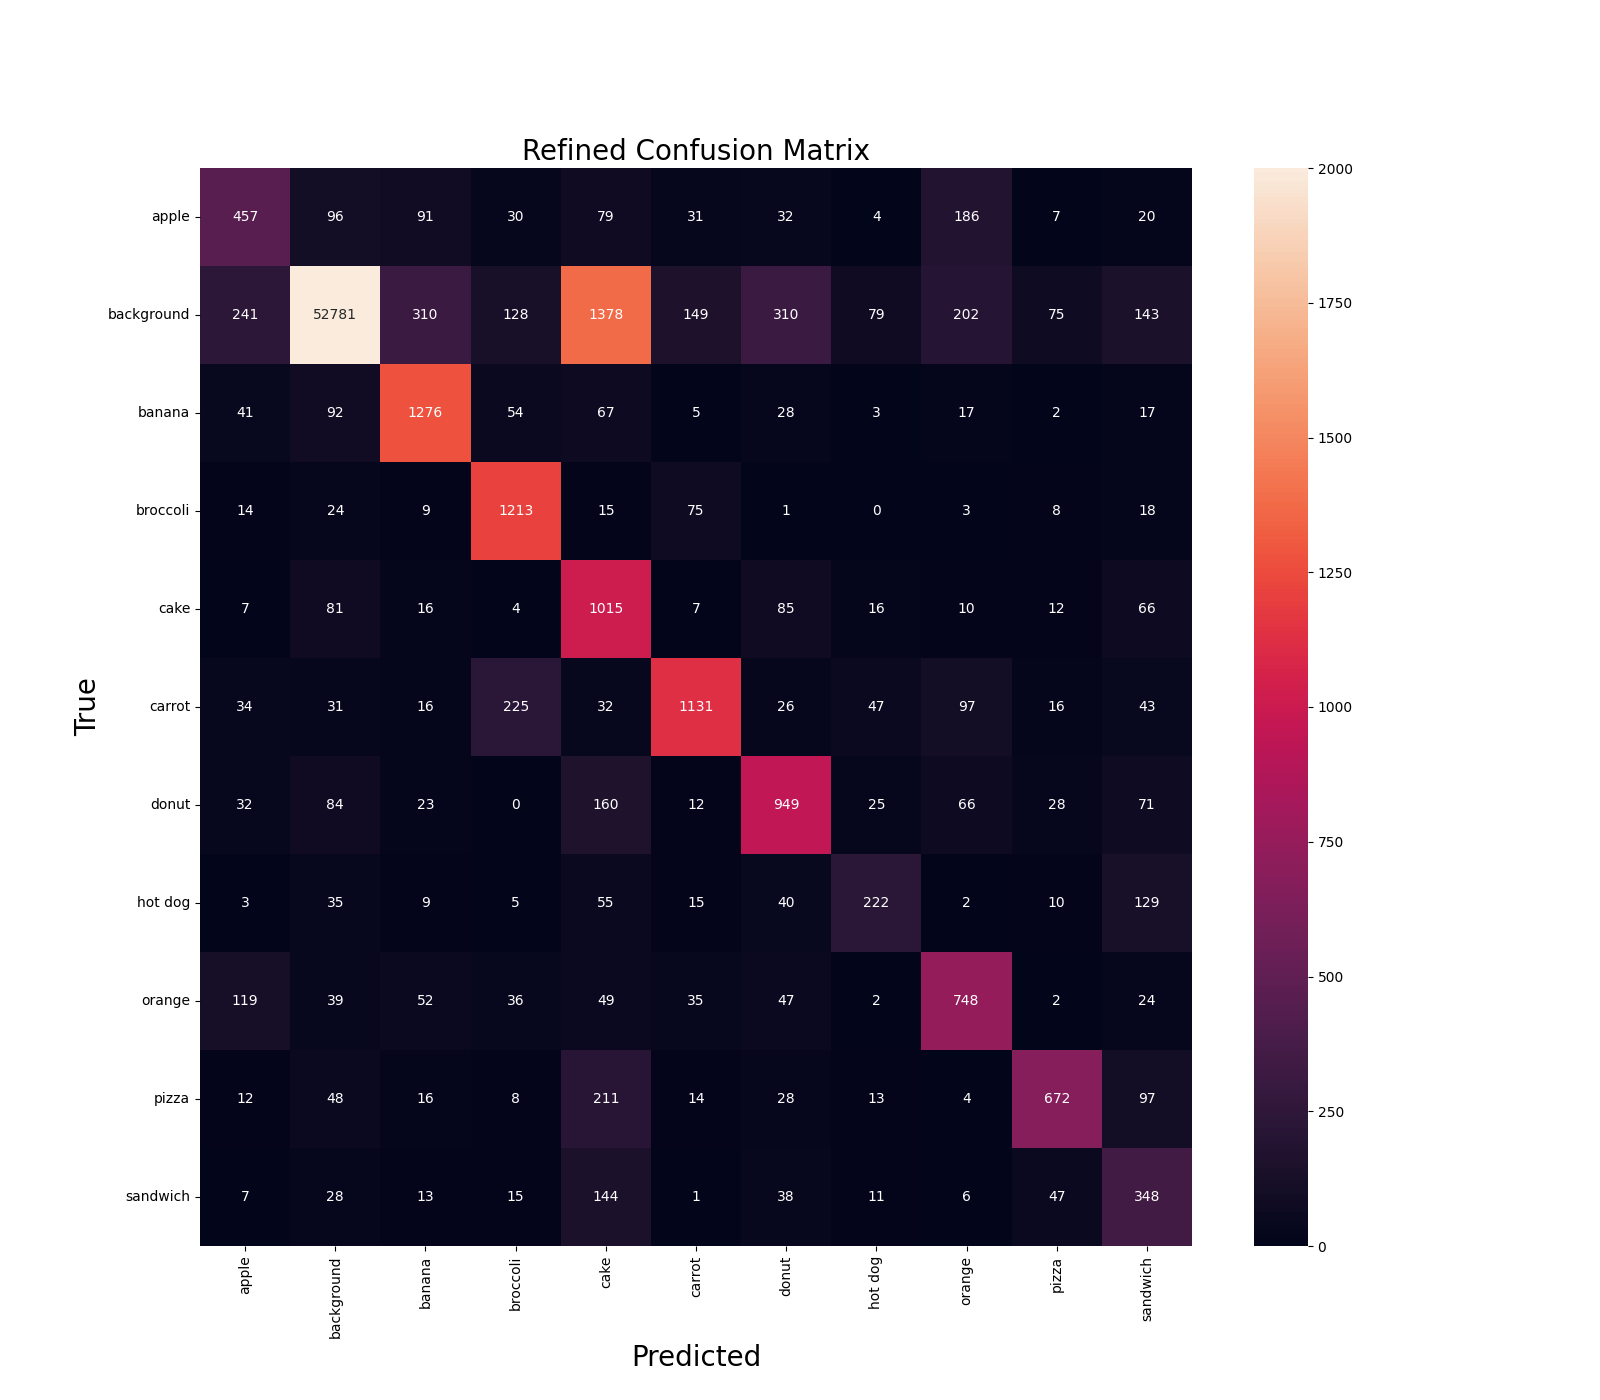 Refined Confusion Matrix
apple 457 96 91 30 79 31 32 4 186 7 20
background 241 52781 310 128 1378 149 310 79 202 75 143
banana 41 92 1276 54 67 5 28 3 17 2 17
broccoli 14 24 9 1213 15 75 1 0 3 8 18
cake 7 81 16 4 1015 7 85 16 10 12 66
carrot 34 31 16 225 32 1131 26 47 97 16 43
donut 32 84 23 0 160 12 949 25 66 28 71
hot dog 3 35 9 5 55 15 40 222 2 10 129
orange 119 39 52 36 49 35 47 2 748 2 24
pizza 12 48 16 8 211 14 28 13 4 672 97
sandwich 7 28 13 15 144 1 38 11 6 47 348
True
apple background banana broccoli cake carrot donut hot dog orange pizza sandwich
Predicted
2000
1750
1500
1250
1000
750
500
250
0